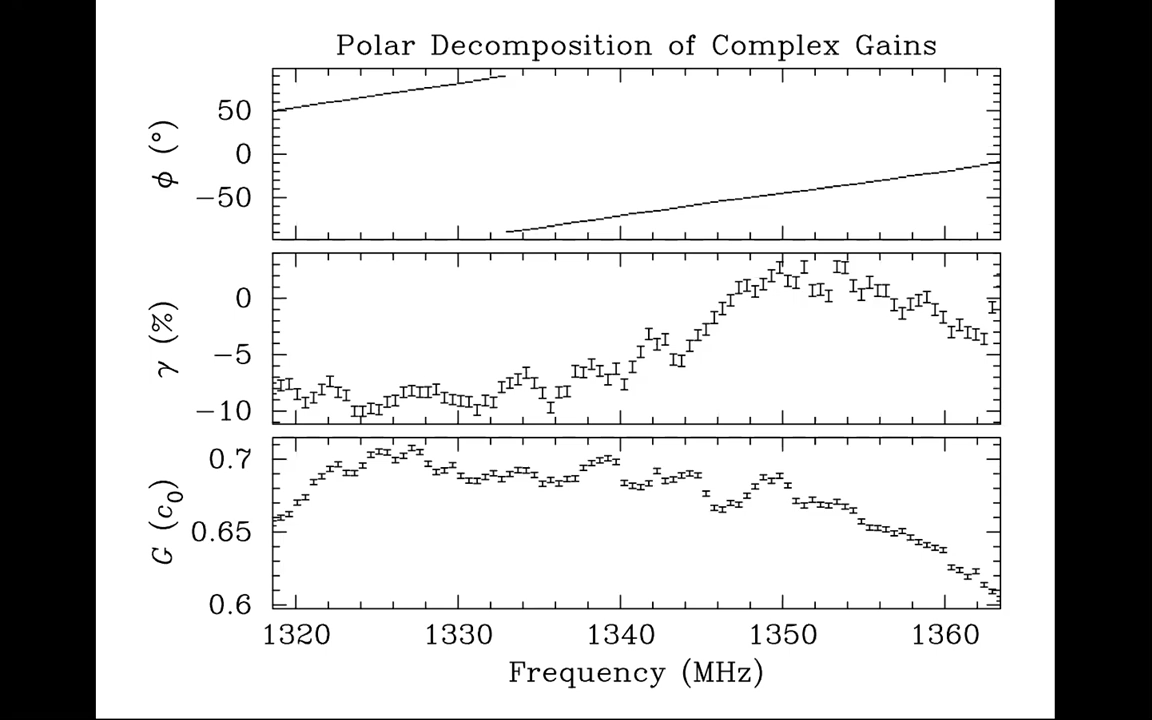 Polar Decomposition of Complex Gains
ϕ (°)
50
0
−50
γ (%)
0
−5
−10
G (c₀)
0.7
0.65
0.6
1320 1330 1340 1350 1360
Frequency (MHz)